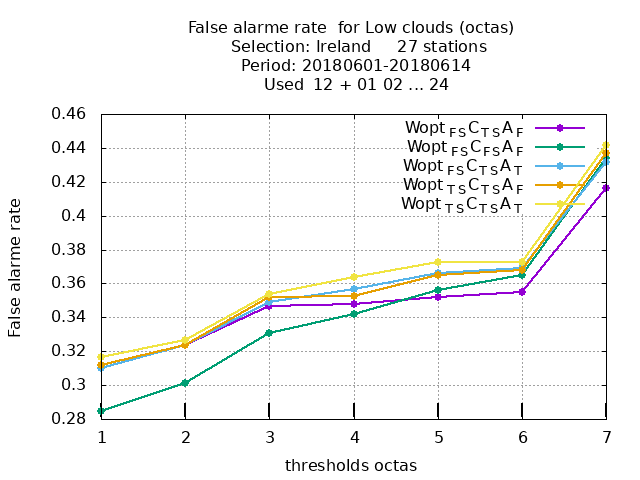 False alarme rate  for Low clouds (octas)
Selection: Ireland     27 stations
Period: 20180601-20180614
Used  12 + 01 02 ... 24
0.46
0.44
0.42
0.4
0.38
0.36
0.34
0.32
0.3
0.28
False alarme rate
Wopt FS C TS A F
Wopt FS C FS A F
Wopt FS C TS A T
Wopt TS C TS A F
Wopt TS C TS A T
1 2 3 4 5 6 7
thresholds octas